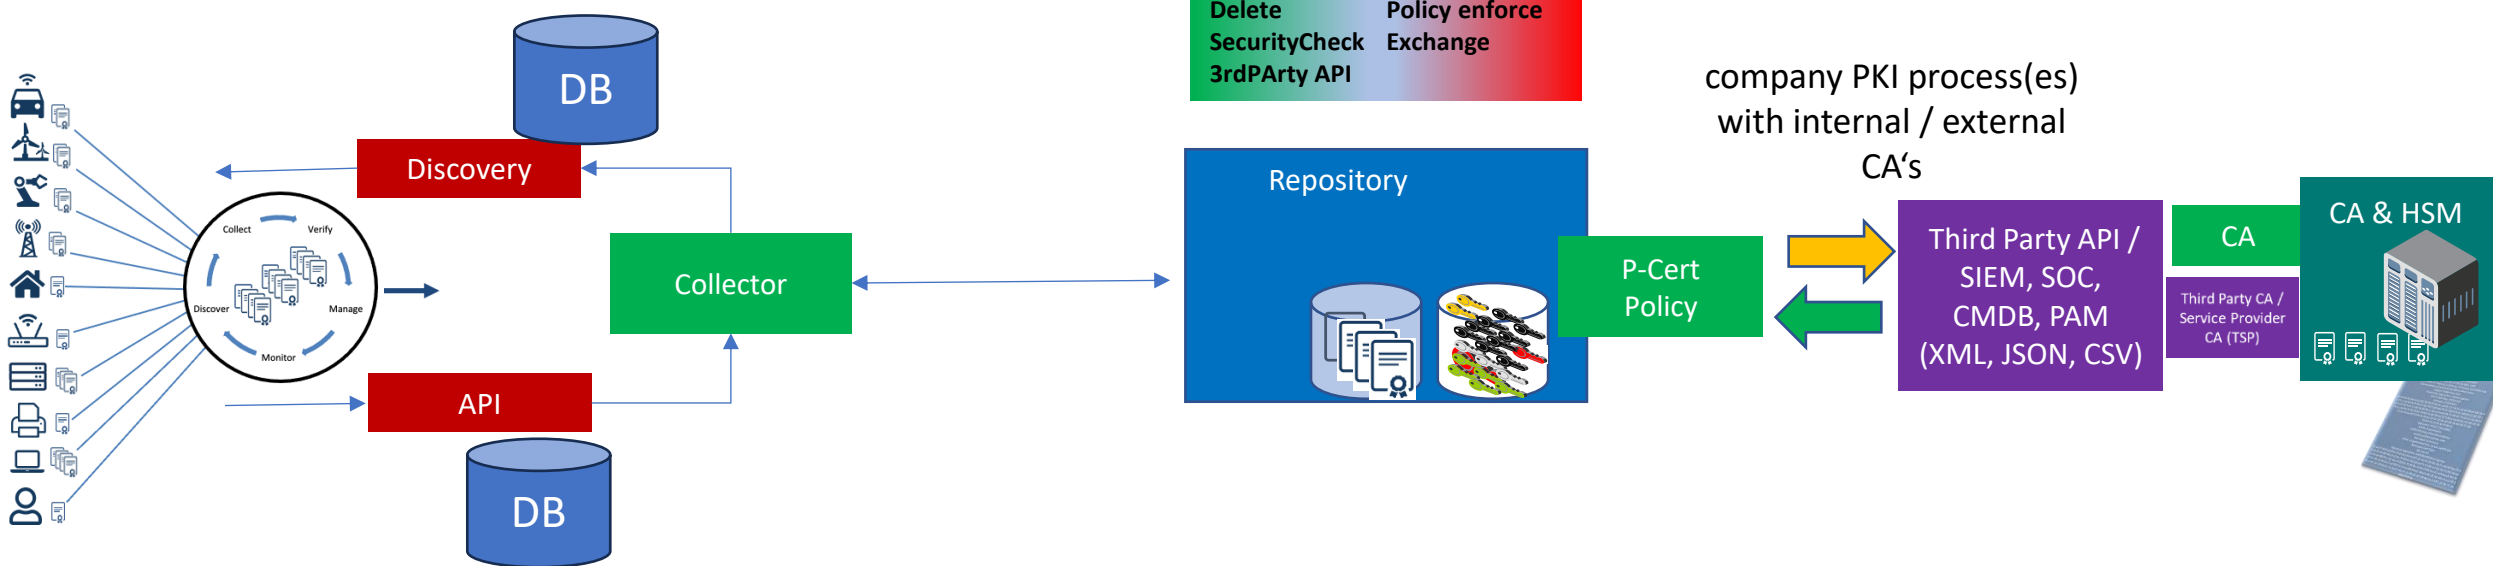 Delete Policy enforce
SecurityCheck Exchange
3rdPArty API
company PKI process(es)
with internal / external
CA‘s
DB
Discovery
Collect
Verify
Discover
Manage
Monitor
Collector
API
DB
Repository
P-Cert
Policy
Third Party API /
SIEM, SOC,
CMDB, PAM
(XML, JSON, CSV)
CA
Third Party CA /
Service Provider
CA (TSP)
CA & HSM